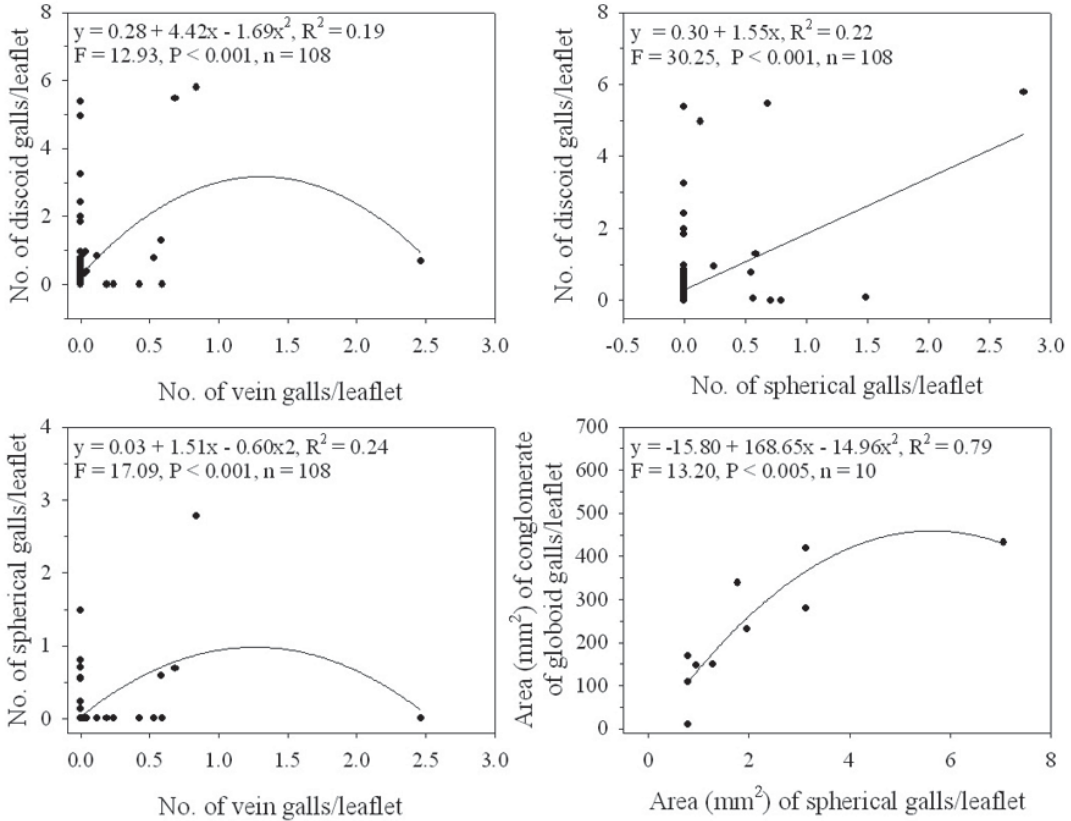 y = 0.28 + 4.42x - 1.69x², R² = 0.19
F = 12.93, P < 0.001, n = 108
No. of discoid galls/leaflet
8
6
4
2
0
0.0 0.5 1.0 1.5 2.0 2.5 3.0
No. of vein galls/leaflet
y = 0.30 + 1.55x, R² = 0.22
F = 30.25, P < 0.001, n = 108
No. of discoid galls/leaflet
8
6
4
2
0
-0.5 0.0 0.5 1.0 1.5 2.0 2.5 3.0
No. of spherical galls/leaflet
y = 0.03 + 1.51x - 0.60x2, R² = 0.24
F = 17.09, P < 0.001, n = 108
No. of spherical galls/leaflet
4
3
2
1
0
0.0 0.5 1.0 1.5 2.0 2.5 3.0
No. of vein galls/leaflet
y = -15.80 + 168.65x - 14.96x², R² = 0.79
F = 13.20, P < 0.005, n = 10
Area (mm²) of conglomerate
of globoid galls/leaflet
700
600
500
400
300
200
100
0
0 2 4 6 8
Area (mm²) of spherical galls/leaflet